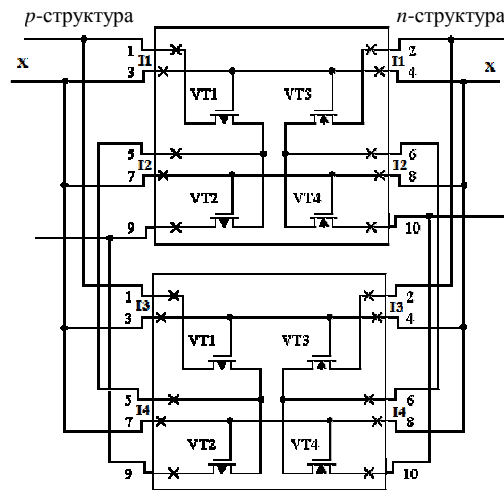 p-структура n-структура
1 I1 I1 2
x 3 4 x
VT1 VT3
5 6
I2 I2
7 8
VT2 VT4
9 10
1 2
I3 I3
3 4
VT1 VT3
5 6
I4 I4
7 8
VT2 VT4
9 10